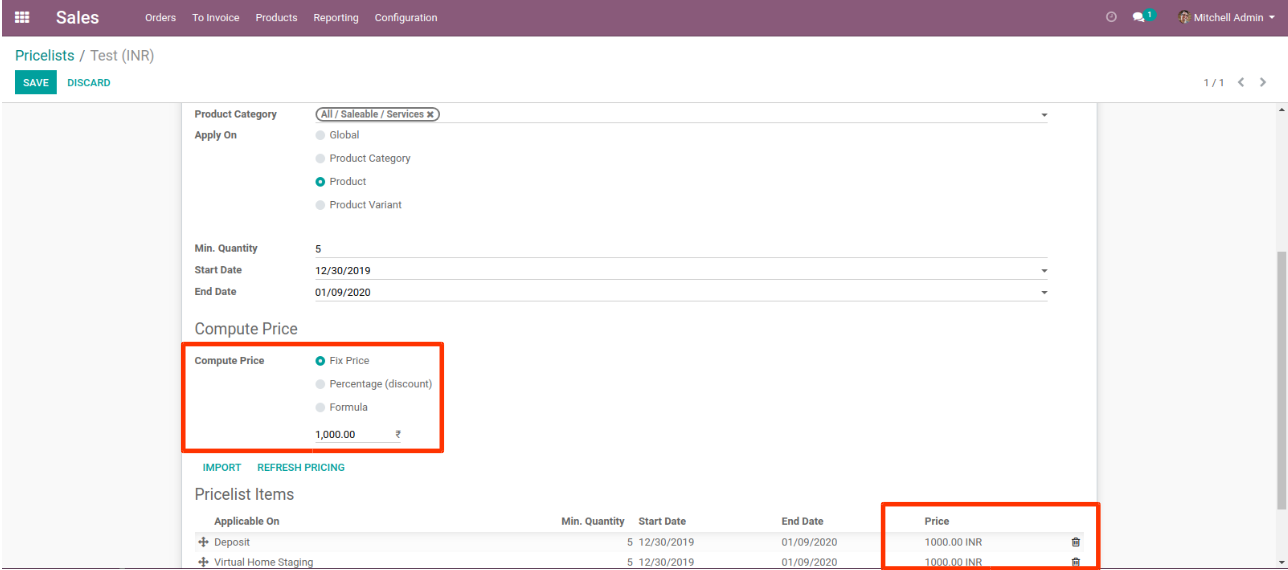 Sales Orders To Invoice Products Reporting Configuration 1 Mitchell Admin
Pricelists / Test (INR)
SAVE DISCARD 1 / 1
Product Category All / Saleable / Services
Apply On Global
Product Category
Product
Product Variant
Min. Quantity 5
Start Date 12/30/2019
End Date 01/09/2020
Compute Price
Compute Price Fix Price
Percentage (discount)
Formula
1,000.00 ₹
IMPORT REFRESH PRICING
Pricelist Items
Applicable On Min. Quantity Start Date End Date Price
Deposit 5 12/30/2019 01/09/2020 1000.00 INR
Virtual Home Staging 5 12/30/2019 01/09/2020 1000.00 INR